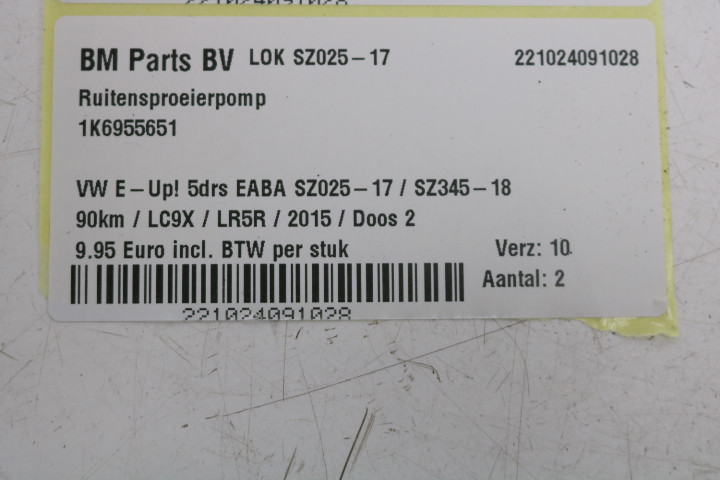 221024091028
BM Parts BV LOK SZ025-17 221024091028
Ruitensproeierpomp
1K6955651
VW E-Up! 5drs EABA SZ025-17 / SZ345-18
90km / LC9X / LR5R / 2015 / Doos 2
9.95 Euro incl. BTW per stuk Verz: 10.
Aantal: 2
221024091028